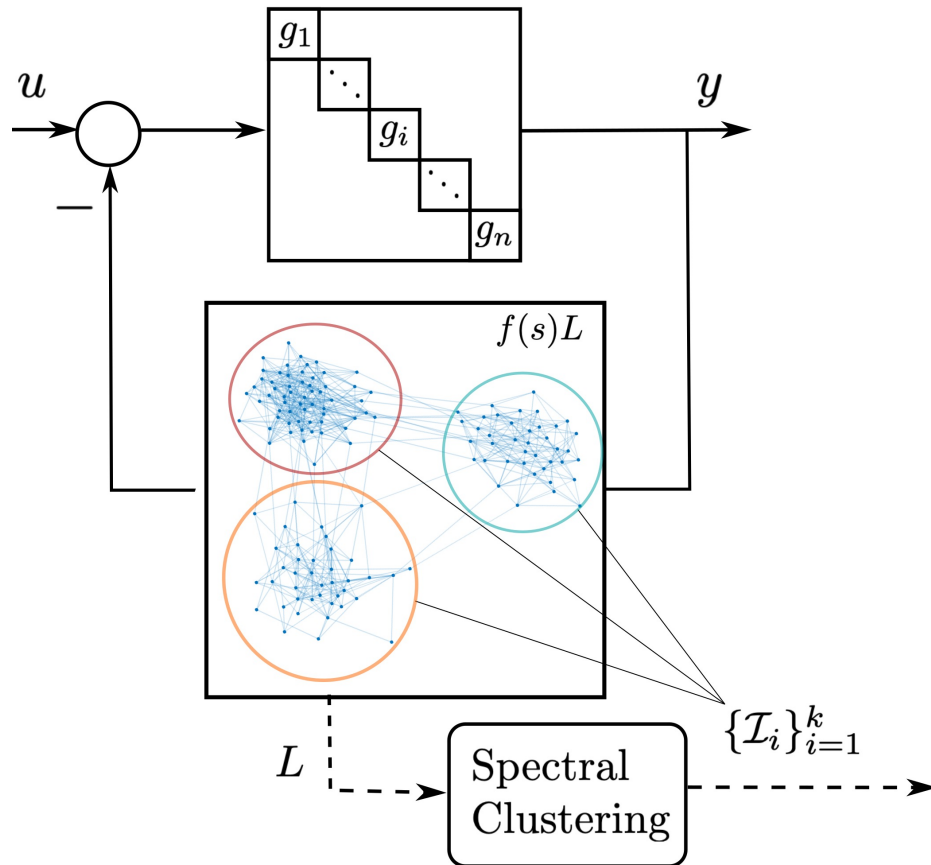 g₁
u
⋱
gᵢ
y
⋱
−
gₙ
f(s)L
{ℐᵢ}ᵏᵢ₌₁
L
Spectral
Clustering